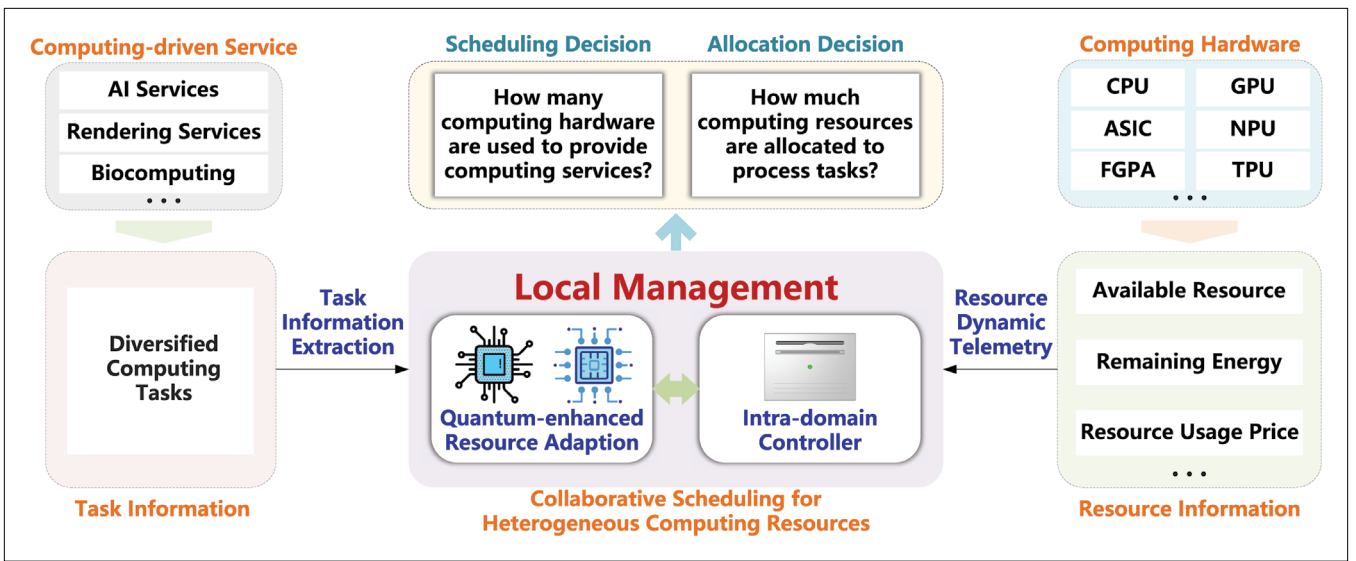 Computing-driven Service
AI Services
Rendering Services
Biocomputing
• • •
Scheduling Decision
Allocation Decision
How many
computing hardware
are used to provide
computing services?
How much
computing resources
are allocated to
process tasks?
Computing Hardware
CPU
GPU
ASIC
NPU
FGPA
TPU
• • •
Diversified
Computing
Tasks
Task Information
Task
Information
Extraction
Local Management
Quantum-enhanced
Resource Adaption
Intra-domain
Controller
Collaborative Scheduling for
Heterogeneous Computing Resources
Resource
Dynamic
Telemetry
Available Resource
Remaining Energy
Resource Usage Price
• • •
Resource Information